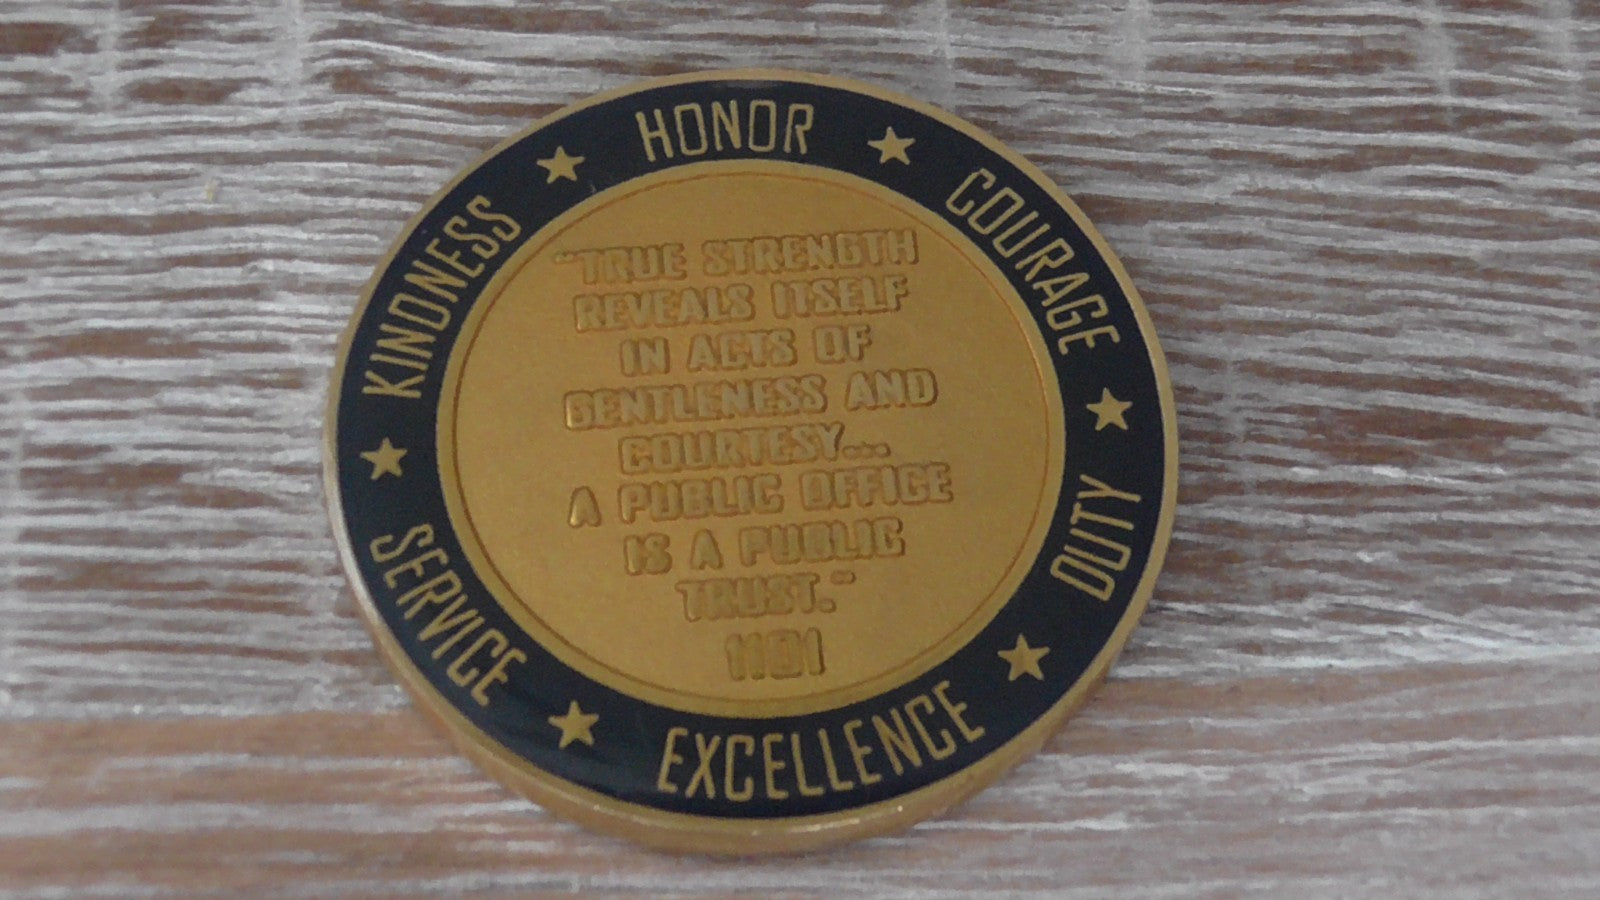 HONOR
COURAGE
DUTY
EXCELLENCE
SERVICE
KINDNESS
"TRUE STRENGTH
REVEALS ITSELF
IN ACTS OF
GENTLENESS AND
COURTESY...
A PUBLIC OFFICE
IS A PUBLIC
TRUST."
1101